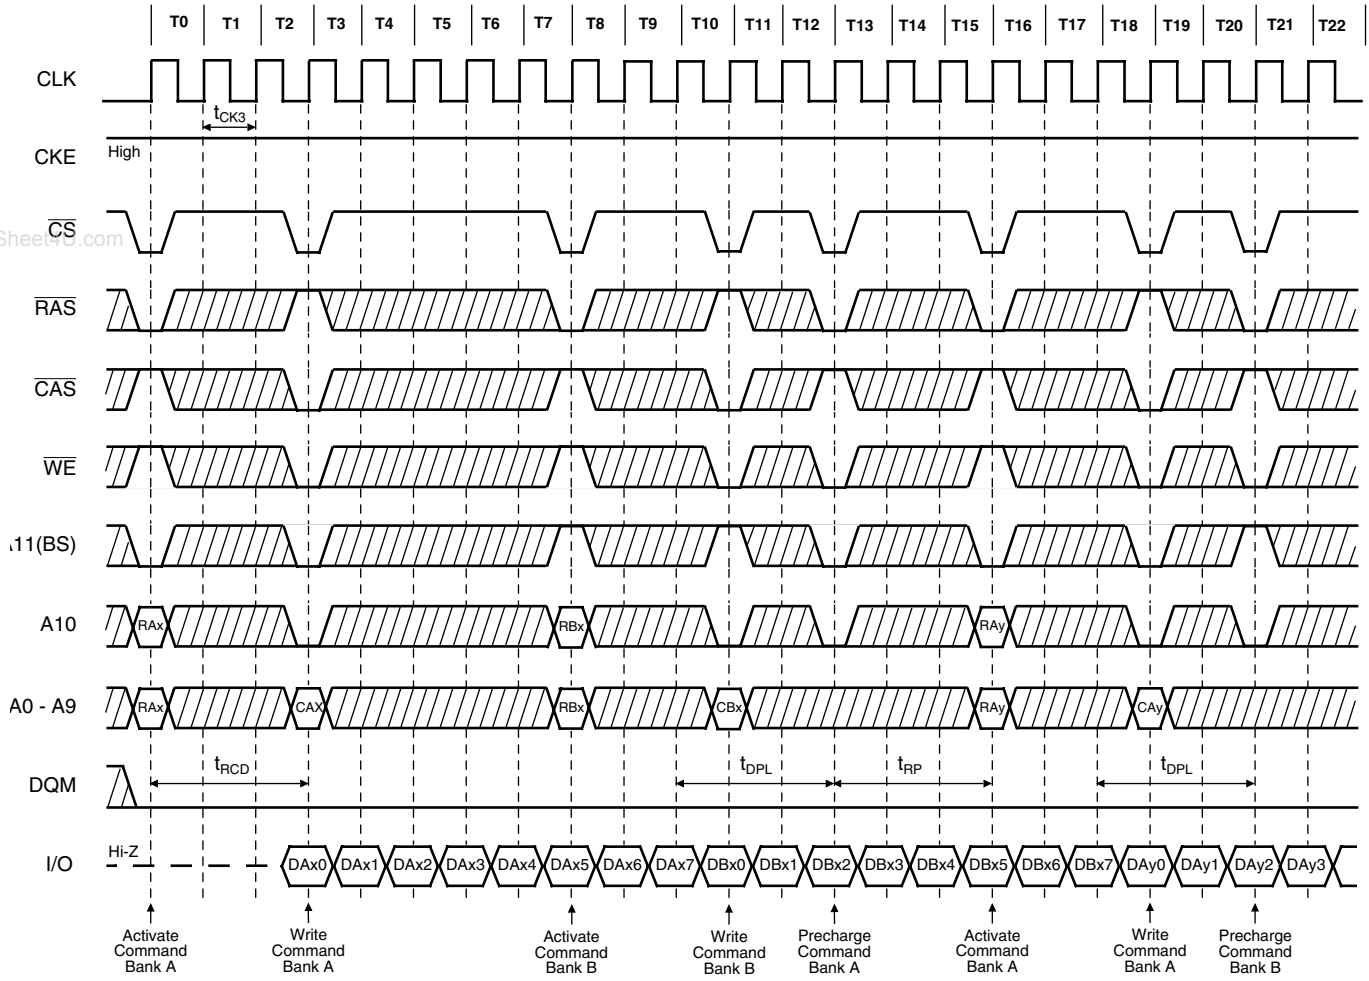 T0 T1 T2 T3 T4 T5 T6 T7 T8 T9 T10 T11 T12 T13 T14 T15 T16 T17 T18 T19 T20 T21 T22
CLK
tCK3
CKE
High
CS
Sheet4U.com
RAS
CAS
WE
A11(BS)
A10
RAx RBx RAy
A0 - A9
RAx CAX RBx CBx RAy CAy
tRCD tDPL tRP tDPL
DQM
Hi-Z
I/O
DAx0 DAx1 DAx2 DAx3 DAx4 DAx5 DAx6 DAx7 DBx0 DBx1 DBx2 DBx3 DBx4 DBx5 DBx6 DBx7 DAy0 DAy1 DAy2 DAy3
Activate Write Activate Write Precharge Activate Write Precharge
Command Command Command Command Command Command Command Command
Bank A Bank A Bank B Bank B Bank A Bank A Bank A Bank B